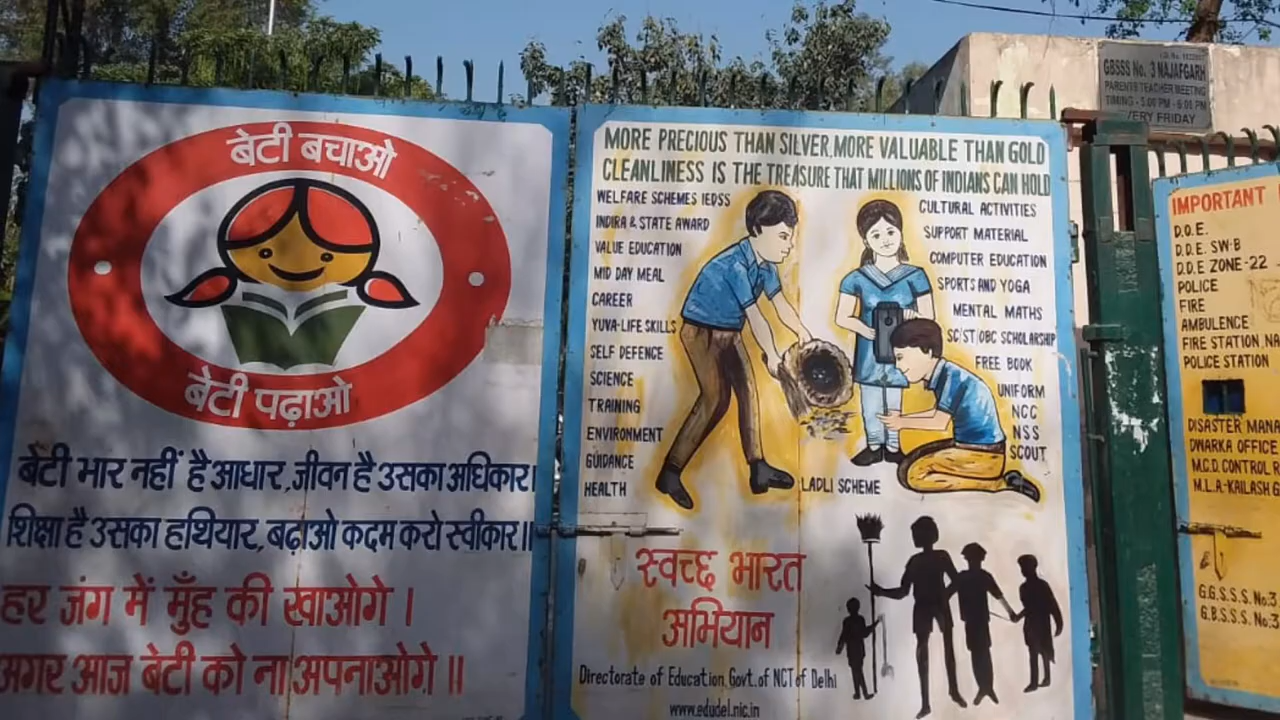 बेटी बचाओ
बेटी पढ़ाओ
बेटी भार नहीं है आधार, जीवन है उसका अधिकार।
शिक्षा है उसका हथियार, बढ़ाओ कदम करो स्वीकार॥
हर जंग में मुँह की खाओगे ।
अगर आज बेटी को ना अपनाओगे ॥
MORE PRECIOUS THAN SILVER, MORE VALUABLE THAN GOLD
CLEANLINESS IS THE TREASURE THAT MILLIONS OF INDIANS CAN HOLD
WELFARE SCHEMES IEDSS
INDIRA & STATE AWARD
VALUE EDUCATION
MID DAY MEAL
CAREER
YUVA-LIFE SKILLS
SELF DEFENCE
SCIENCE
TRAINING
ENVIRONMENT
GUIDANCE
HEALTH
CULTURAL ACTIVITIES
SUPPORT MATERIAL
COMPUTER EDUCATION
SPORTS AND YOGA
MENTAL MATHS
SC/ST/OBC SCHOLARSHIP
FREE BOOK
UNIFORM
NCC
NSS
SCOUT
LADLI SCHEME
स्वच्छ भारत
अभियान
Directorate of Education, Govt. of NCT of Delhi
www.edudel.nic.in
GBSSS No. 3 NAJAFGARH
PARENTS TEACHER MEETING
TIMING - 5:00 PM - 6:01 PM
FRIDAY
IMPORTANT
D.O.E.
D.D.E. SW-B
D.D.E ZONE-22
POLICE
FIRE
AMBULANCE
FIRE STATION
POLICE STATION
DISASTER
DWARKA OFFICE
M.C.D. CONTROL
M.L.A-KAILASH
G.G.S.S.S. No.3
G.B.S.S.S. No.3